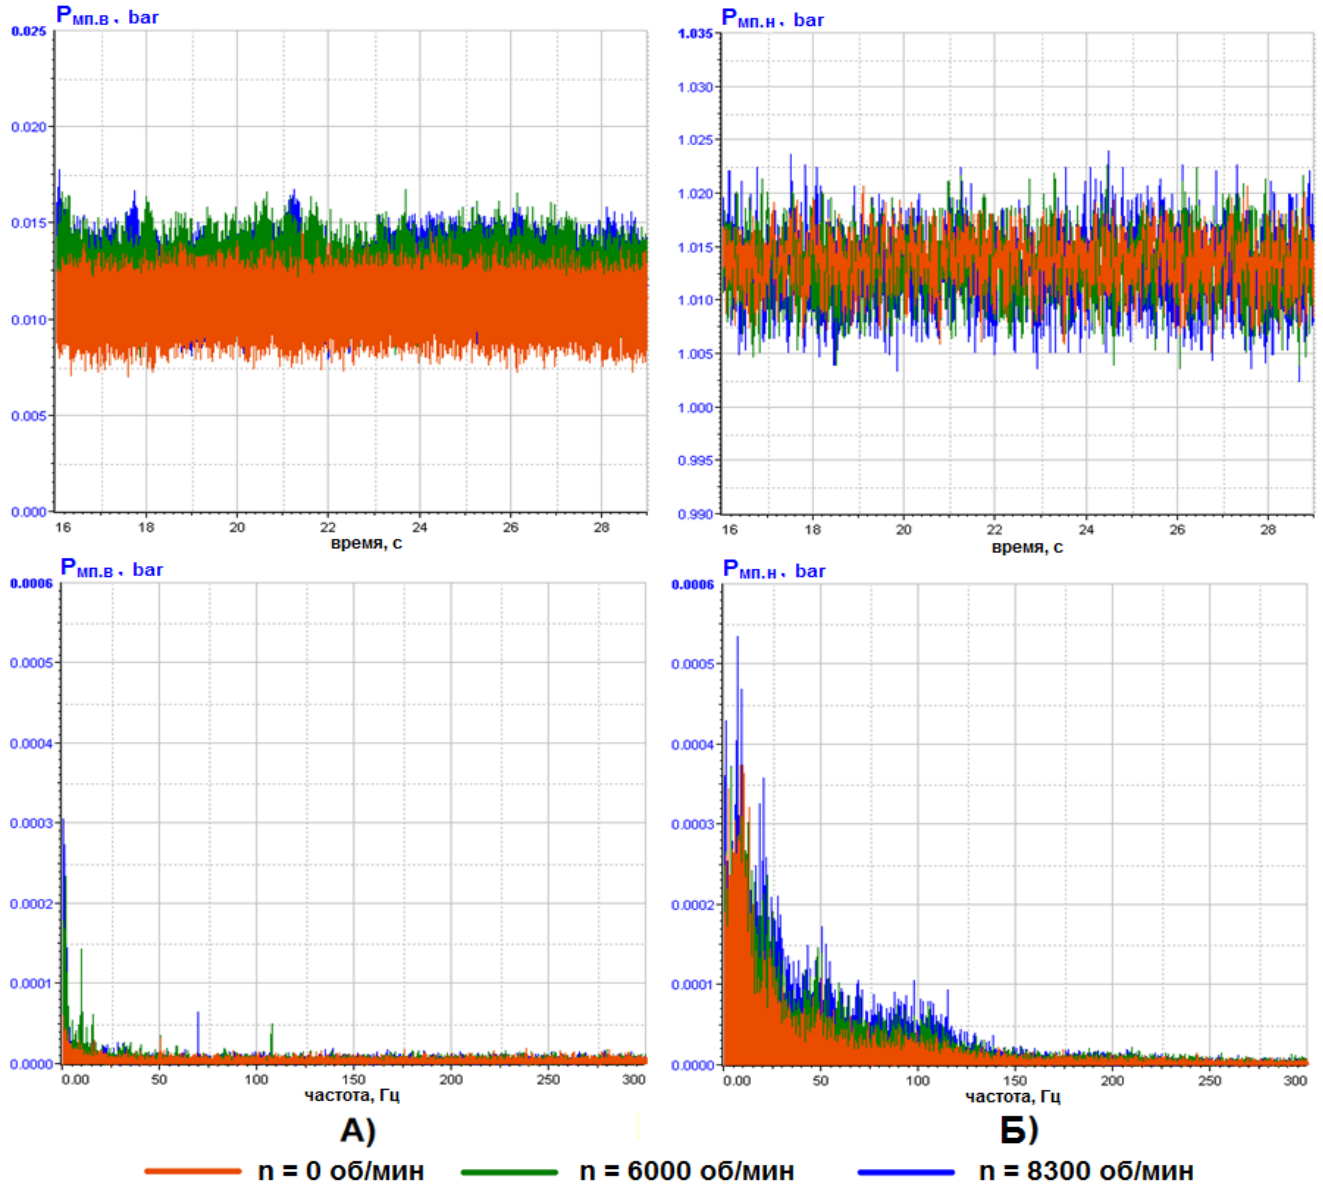 Pмп.в , bar
0.025
0.020
0.015
0.010
0.005
0.000
16 18 20 22 24 26 28
время, с
Pмп.н , bar
1.035
1.030
1.025
1.020
1.015
1.010
1.005
1.000
0.995
0.990
16 18 20 22 24 26 28
время, с
Pмп.в , bar
0.0006
0.0005
0.0004
0.0003
0.0002
0.0001
0.0000
0.00 50 100 150 200 250 300
частота, Гц
А)
Pмп.н , bar
0.0006
0.0005
0.0004
0.0003
0.0002
0.0001
0.0000
0.00 50 100 150 200 250 300
частота, Гц
Б)
n = 0 об/мин n = 6000 об/мин n = 8300 об/мин